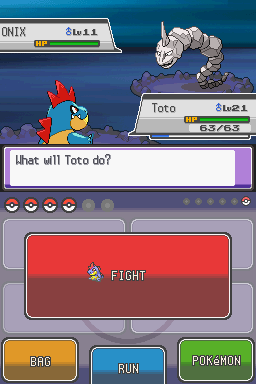 ONIX ♂Lv11
HP
Toto ♂Lv21
HP
63/63
What will Toto do?
FIGHT
BAG
RUN
POKéMON